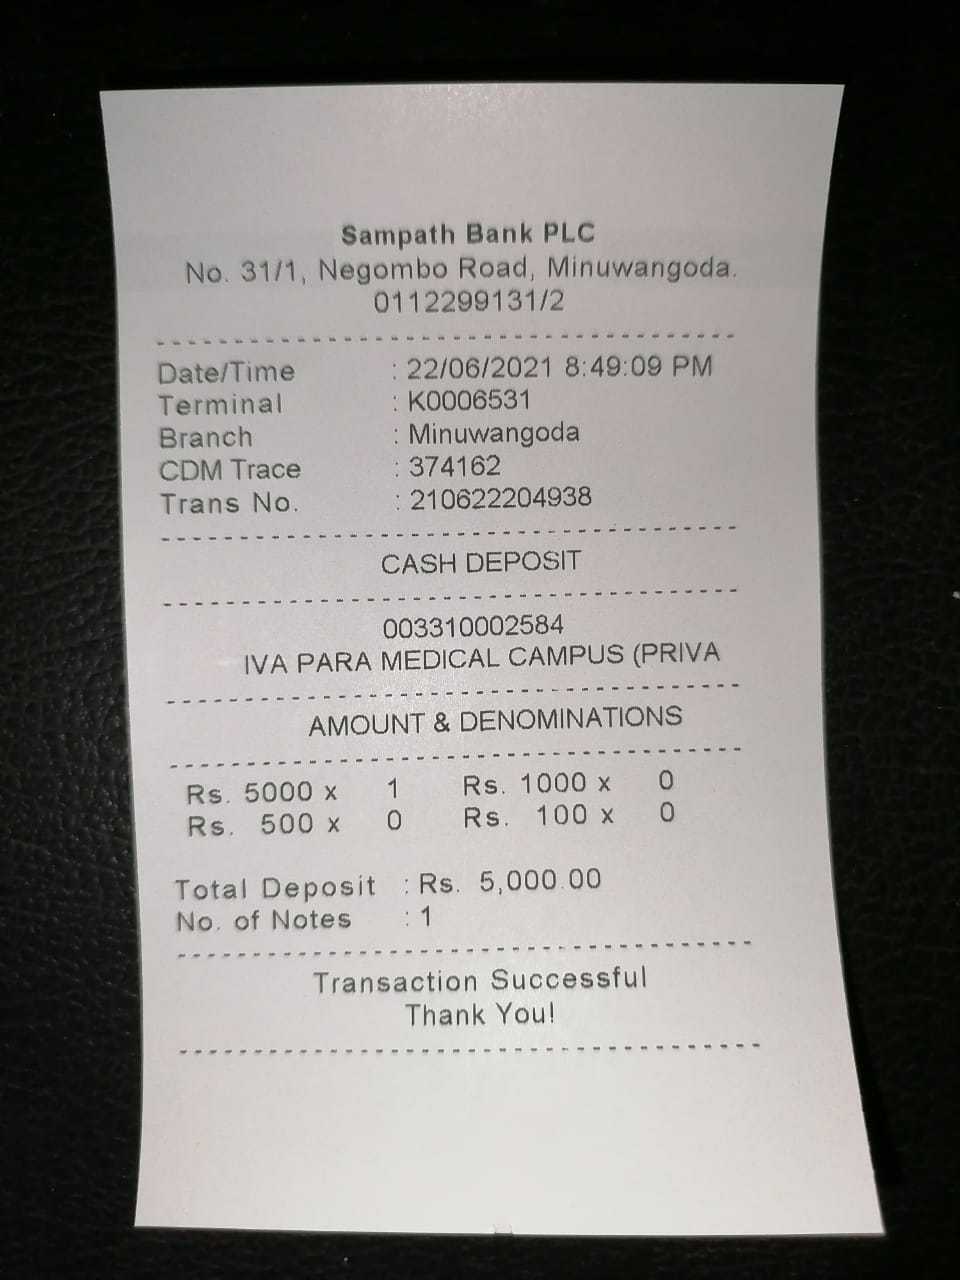 Sampath Bank PLC
No. 31/1, Negombo Road, Minuwangoda.
0112299131/2
- - - - - - - - - - - - - - - - - - - - - - - - - - - - - - - - - - - - -
Date/Time : 22/06/2021 8:49:09 PM
Terminal : K0006531
Branch : Minuwangoda
CDM Trace : 374162
Trans No. : 210622204938
- - - - - - - - - - - - - - - - - - - - - - - - - - - - - - - - - - - - -
CASH DEPOSIT
- - - - - - - - - - - - - - - - - - - - - - - - - - - - - - - - - - - - -
003310002584
IVA PARA MEDICAL CAMPUS (PRIVA
- - - - - - - - - - - - - - - - - - - - - - - - - - - - - - - - - - - - -
AMOUNT & DENOMINATIONS
- - - - - - - - - - - - - - - - - - - - - - - - - - - - - - - - - - - - -
Rs. 5000 x 1 Rs. 1000 x 0
Rs. 500 x 0 Rs. 100 x 0
Total Deposit : Rs. 5,000.00
No. of Notes : 1
- - - - - - - - - - - - - - - - - - - - - - - - - - - - - - - - - - - - -
Transaction Successful
Thank You!
- - - - - - - - - - - - - - - - - - - - - - - - - - - - - - - - - - - - -